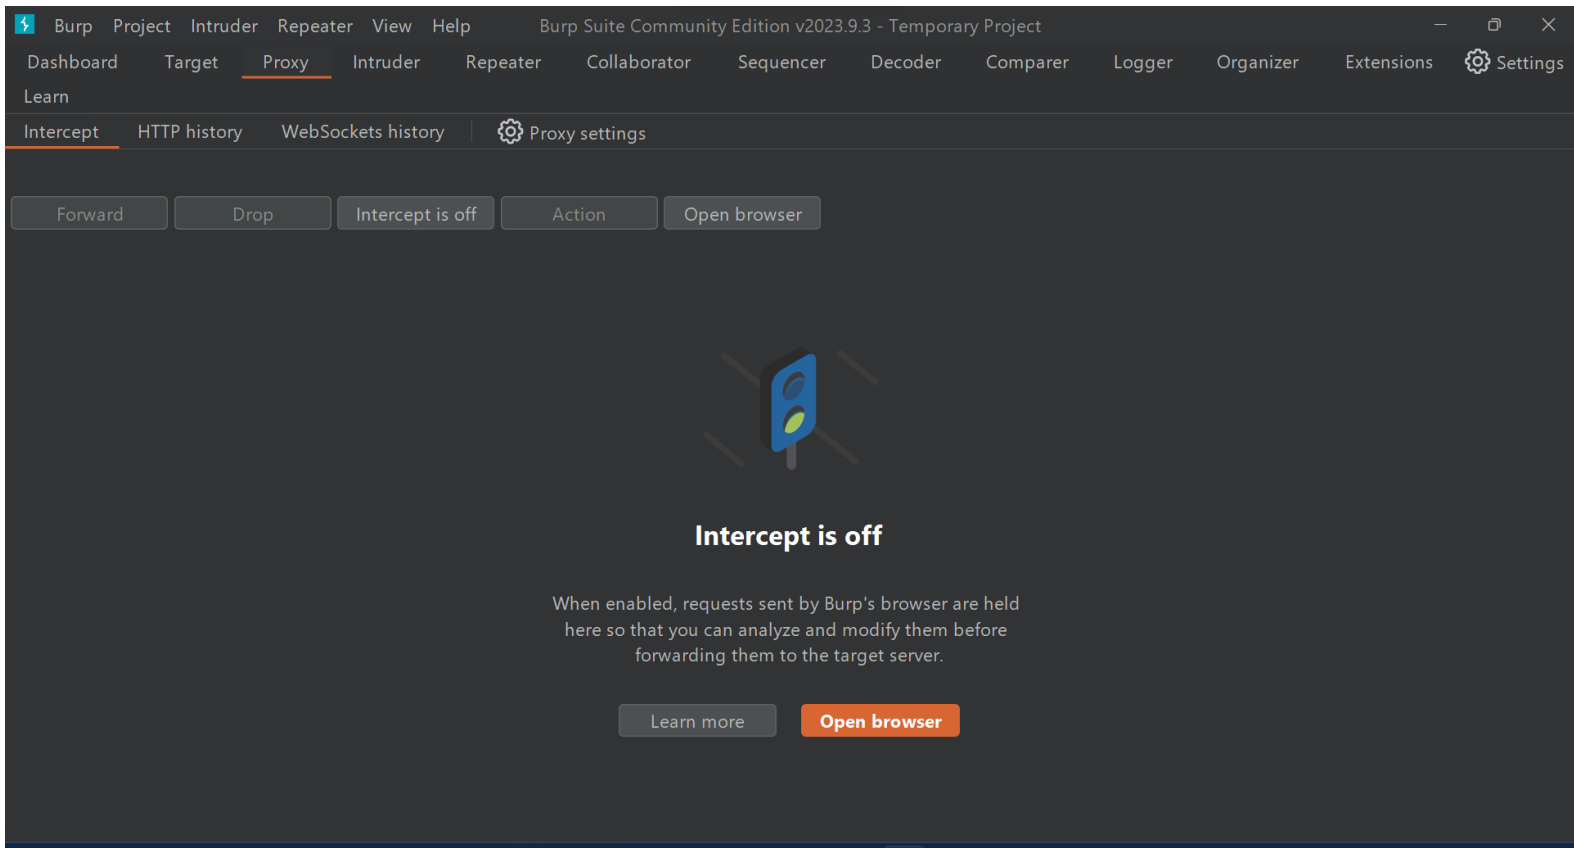 Burp Project Intruder Repeater View Help Burp Suite Community Edition v2023.9.3 - Temporary Project
Dashboard Target Proxy Intruder Repeater Collaborator Sequencer Decoder Comparer Logger Organizer Extensions Settings
Learn
Intercept HTTP history WebSockets history Proxy settings
Forward Drop Intercept is off Action Open browser
Intercept is off
When enabled, requests sent by Burp's browser are held
here so that you can analyze and modify them before
forwarding them to the target server.
Learn more Open browser